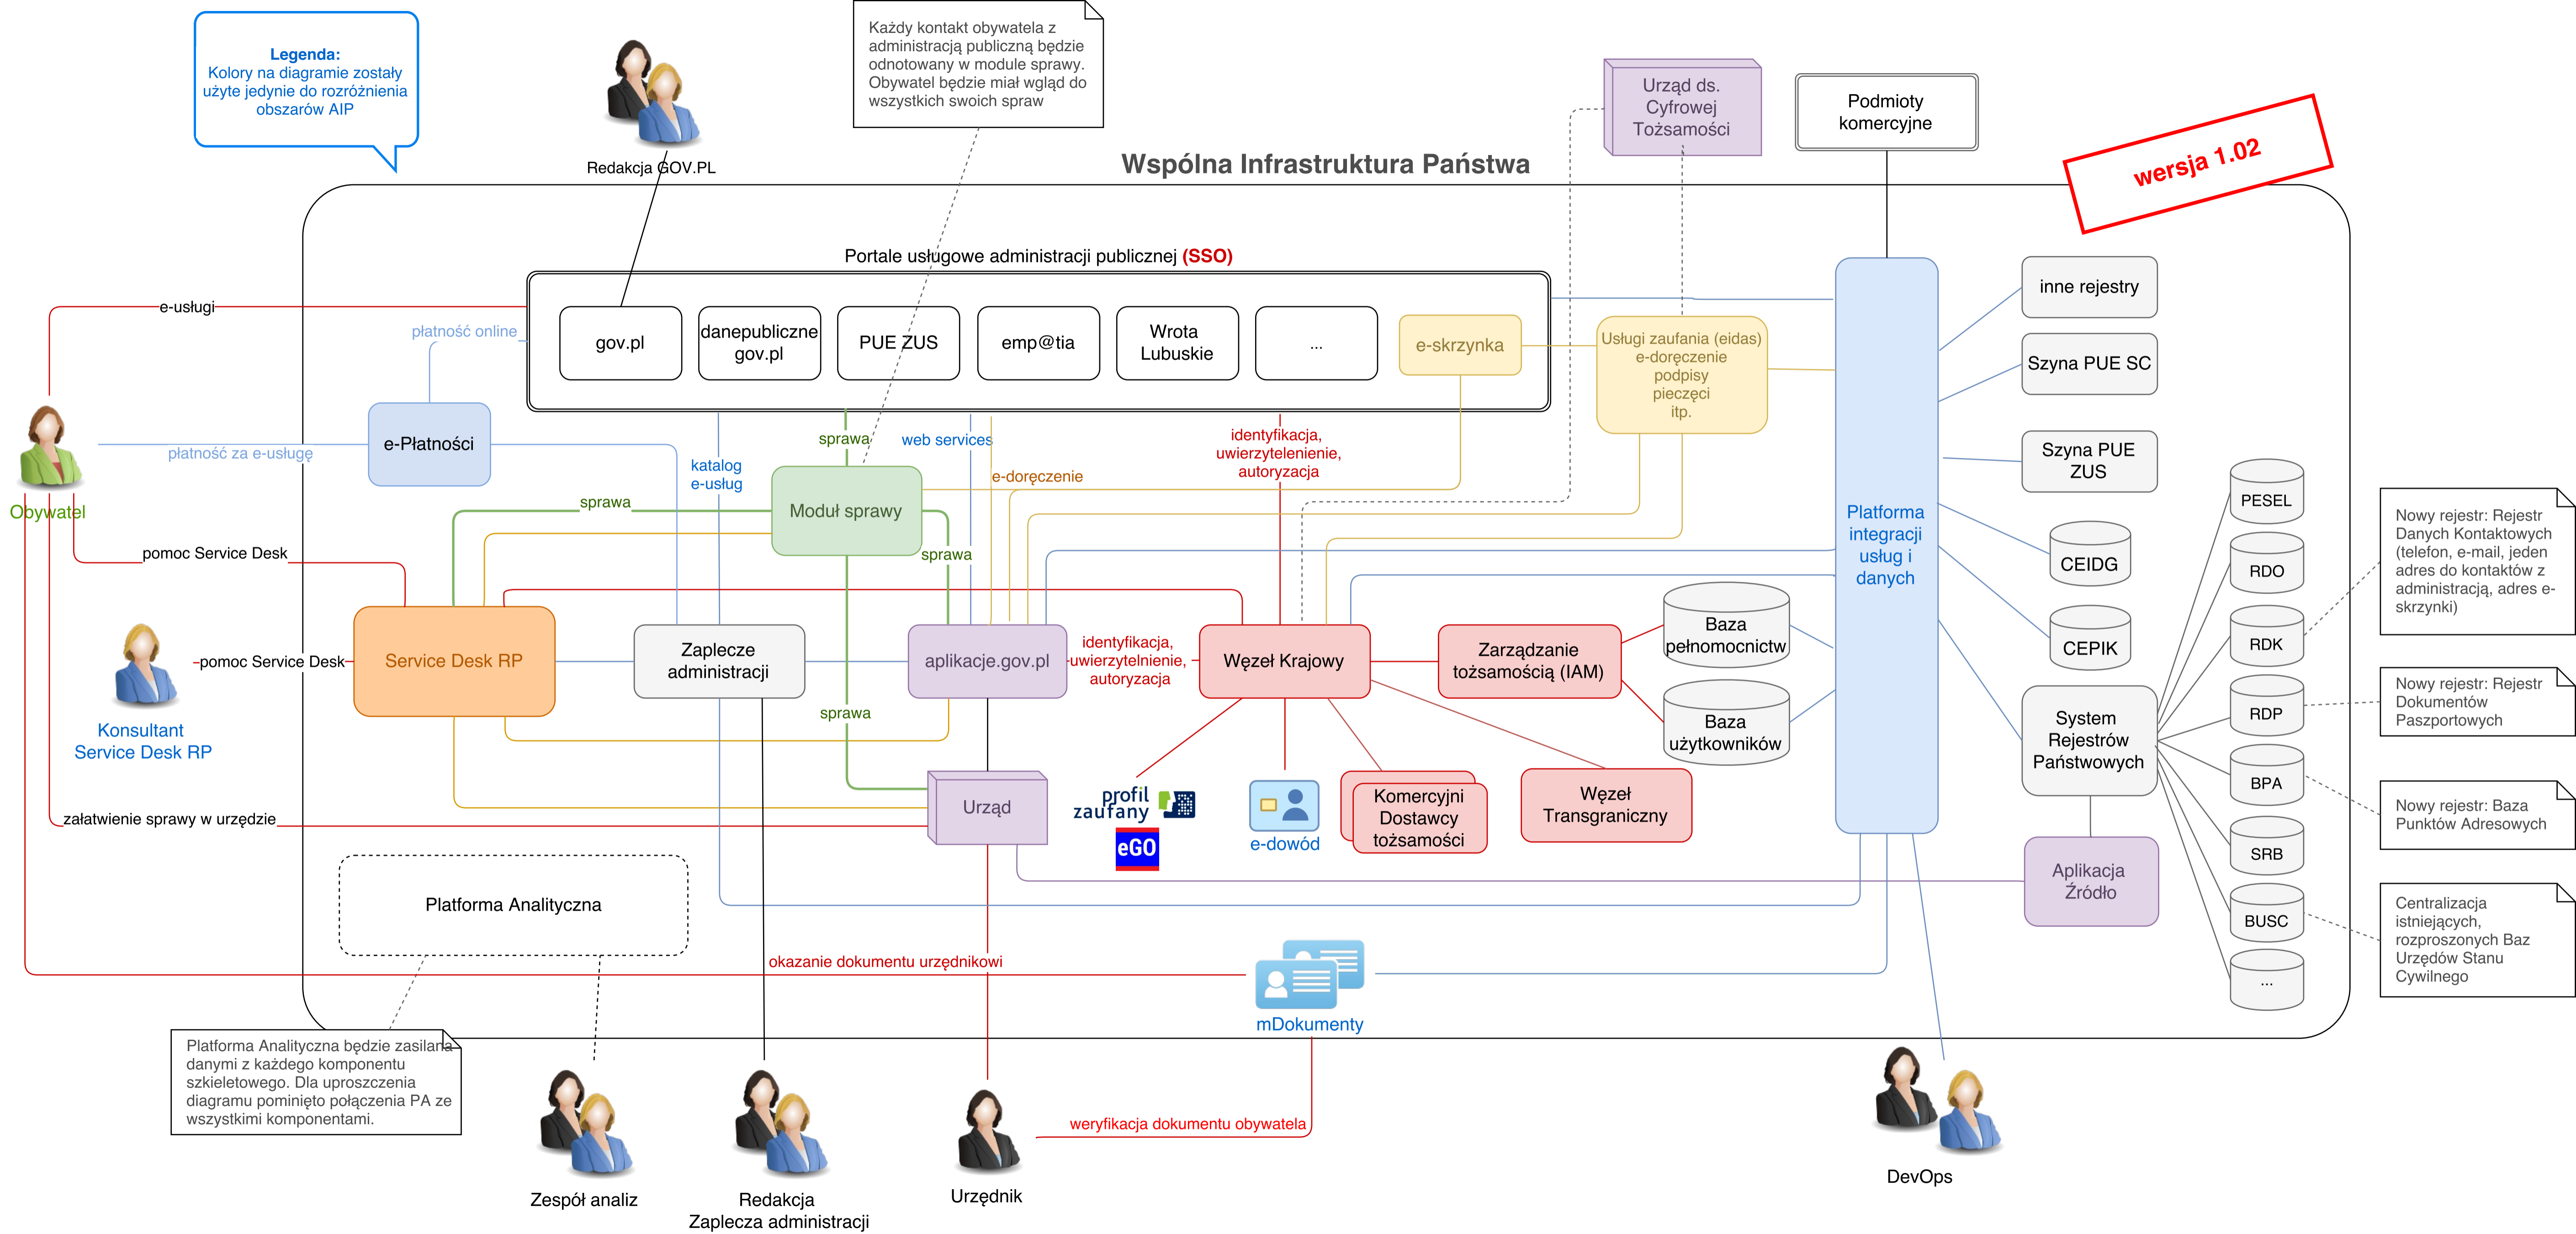 Legenda:
Kolory na diagramie zostały
użyte jedynie do rozróżnienia
obszarów AIP
Redakcja GOV.PL
Każdy kontakt obywatela z
administracją publiczną będzie
odnotowany w module sprawy.
Obywatel będzie miał wgląd do
wszystkich swoich spraw
Urząd ds.
Cyfrowej
Tożsamości
Podmioty
komercyjne
wersja 1.02
Wspólna Infrastruktura Państwa
Portale usługowe administracji publicznej (SSO)
e-usługi
płatność online
gov.pl
danepubliczne
gov.pl
PUE ZUS
emp@tia
Wrota
Lubuskie
...
e-skrzynka
Usługi zaufania (eidas)
e-doręczenie
podpisy
pieczęci
itp.
inne rejestry
Szyna PUE SC
Szyna PUE
ZUS
CEIDG
CEPIK
Platforma
integracji
usług i
danych
Obywatel
płatność za e-usługę
e-Płatności
katalog
e-usług
sprawa
web services
e-doręczenie
identyfikacja,
uwierzytelenienie,
autoryzacja
sprawa
Moduł sprawy
sprawa
pomoc Service Desk
pomoc Service Desk
Konsultant
Service Desk RP
Service Desk RP
Zaplecze
administracji
aplikacje.gov.pl
identyfikacja,
uwierzytelnienie,
autoryzacja
Węzeł Krajowy
Zarządzanie
tożsamością (IAM)
Baza
pełnomocnictw
Baza
użytkowników
sprawa
System
Rejestrów
Państwowych
Aplikacja
Źródło
PESEL
RDO
RDK
RDP
BPA
SRB
BUSC
...
Nowy rejestr: Rejestr
Danych Kontaktowych
(telefon, e-mail, jeden
adres do kontaktów z
administracją, adres e-
skrzynki)
Nowy rejestr: Rejestr
Dokumentów
Paszportowych
Nowy rejestr: Baza
Punktów Adresowych
Centralizacja
istniejących,
rozproszonych Baz
Urzędów Stanu
Cywilnego
załatwienie sprawy w urzędzie
Urząd
profil
zaufany
eGO
e-dowód
Komercyjni
Dostawcy
tożsamości
Węzeł
Transgraniczny
Platforma Analityczna
okazanie dokumentu urzędnikowi
mDokumenty
Platforma Analityczna będzie zasilana
danymi z każdego komponentu
szkieletowego. Dla uproszczenia
diagramu pominięto połączenia PA ze
wszystkimi komponentami.
weryfikacja dokumentu obywatela
Zespół analiz
Redakcja
Zaplecza administracji
Urzędnik
DevOps